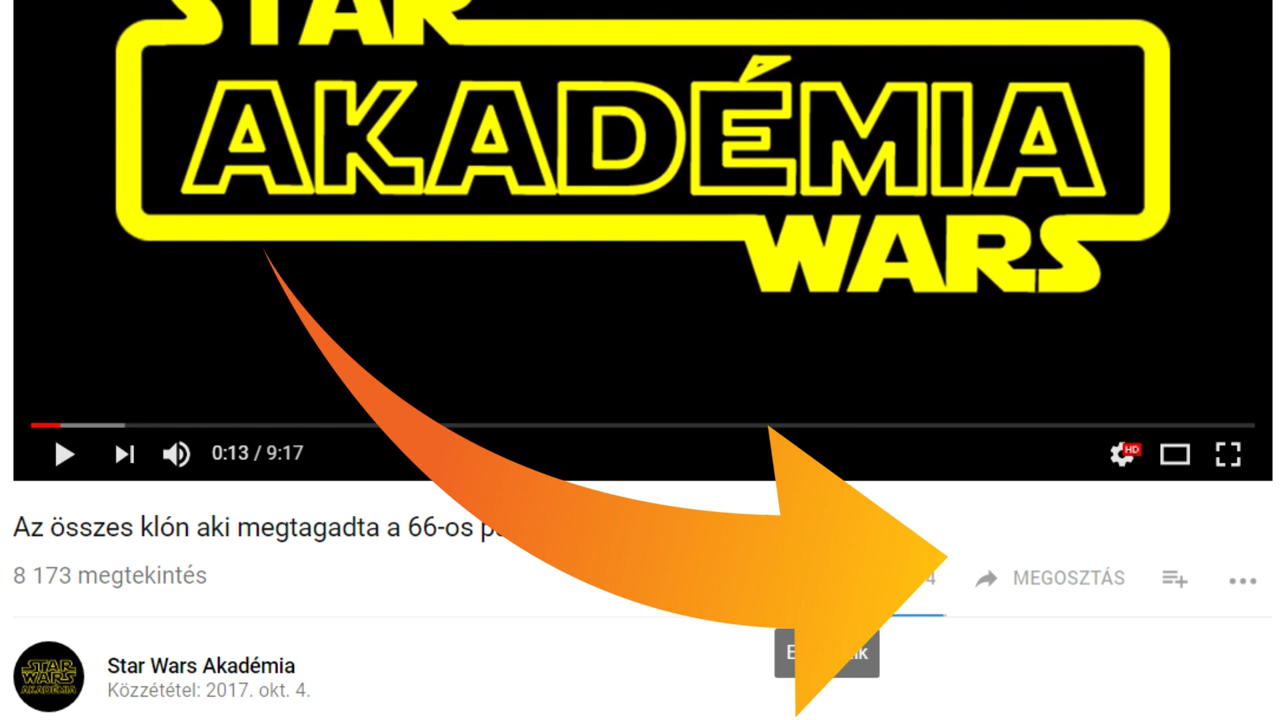 STAR
AKADÉMIA
WARS
HD
0:13 / 9:17
Az összes klón aki megtagadta a 66-os
8 173 megtekintés
4
MEGOSZTÁS
STAR
WARS
AKADÉMIA
Star Wars Akadémia
Közzététel: 2017. okt. 4.